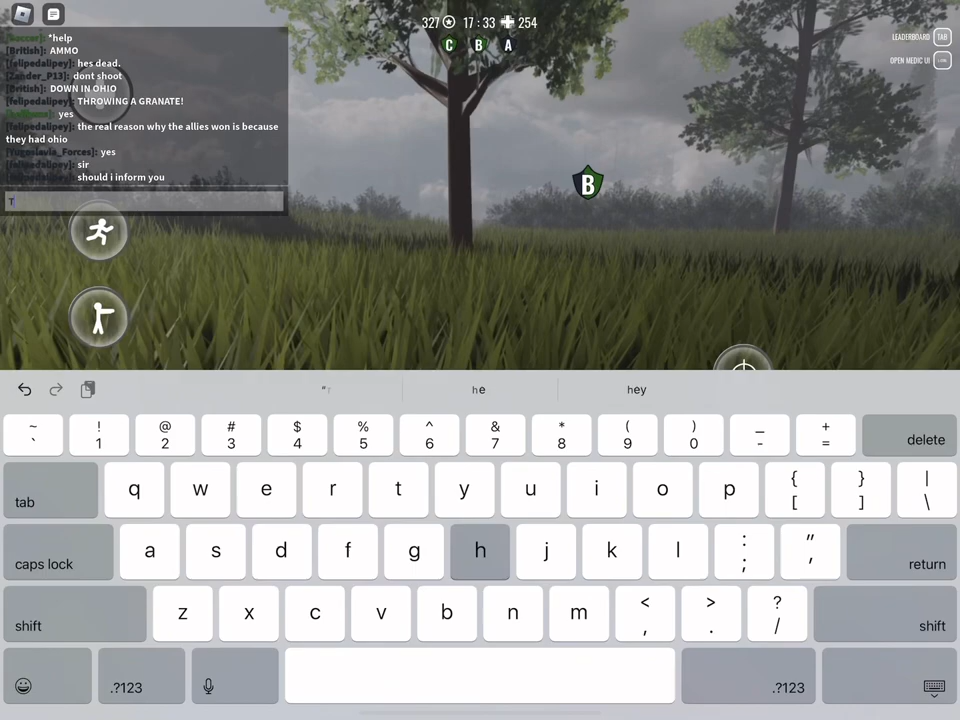 327 17 : 33 254
C B A
LEADERBOARD TAB
OPEN MEDIC UI
*help
[British]: AMMO
[felipedalipey]: hes dead.
[Zander_P13]: dont shoot
[British]: DOWN IN OHIO
[felipedalipey]: THROWING A GRANATE!
yes
[felipedalipey]: the real reason why the allies won is because
they had ohio
[Yugoslavia_Forces]: yes
[felipedalipey]: sir
should i inform you
T
B
"T he hey
~ ! @ # $ % ^ & * ( ) _ +
` 1 2 3 4 5 6 7 8 9 0 - = delete
tab q w e r t y u i o p { [ } ] | \
caps lock a s d f g h j k l : ; " ' return
shift z x c v b n m < , > . ? / shift
.?123 .?123